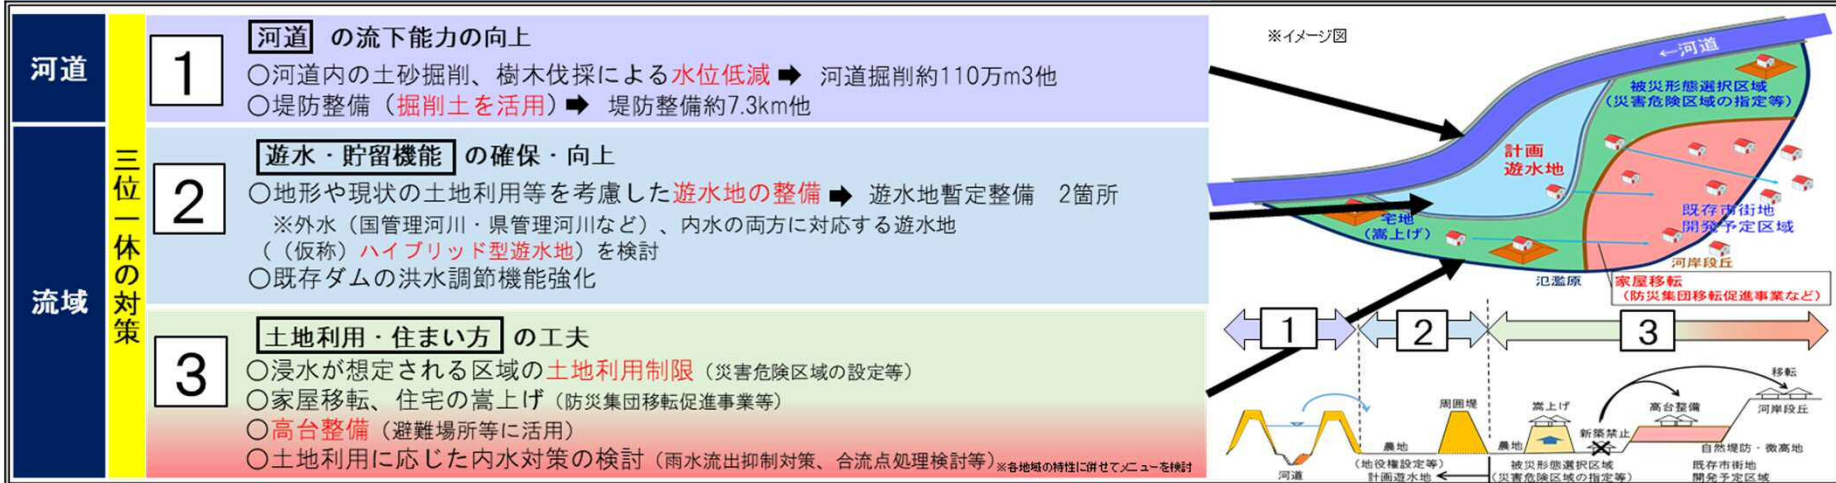 河道
流域
三位一体の対策
1
河道 の流下能力の向上
○河道内の土砂掘削、樹木伐採による水位低減➡ 河道掘削約110万m3他
○堤防整備（掘削土を活用）➡ 堤防整備約7.3km他
2
遊水・貯留機能 の確保・向上
○地形や現状の土地利用等を考慮した遊水地の整備➡ 遊水地暫定整備 2箇所
※外水（国管理河川・県管理河川など）、内水の両方に対応する遊水地
（(仮称）ハイブリッド型遊水地）を検討
○既存ダムの洪水調節機能強化
3
土地利用・住まい方 の工夫
○浸水が想定される区域の土地利用制限（災害危険区域の設定等）
○家屋移転、住宅の嵩上げ（防災集団移転促進事業等）
○高台整備（避難場所等に活用）
○土地利用に応じた内水対策の検討（雨水流出抑制対策、合流点処理検討等）※各地域の特性に併せてメニューを検討
※イメージ図
←河道
被災形態選択区域
（災害危険区域の指定等）
計画
遊水地
宅地
（嵩上げ）
既存市街地
開発予定区域
河岸段丘
氾濫原
家屋移転
（防災集団移転促進事業など）
1
2
3
移転
周囲堤
嵩上げ
新築禁止
高台整備
河岸段丘
農地
農地
自然堤防・微高地
河道
（地役権設定等）
計画遊水地
被災形態選択区域
（災害危険区域の指定等）
既存市街地
開発予定区域